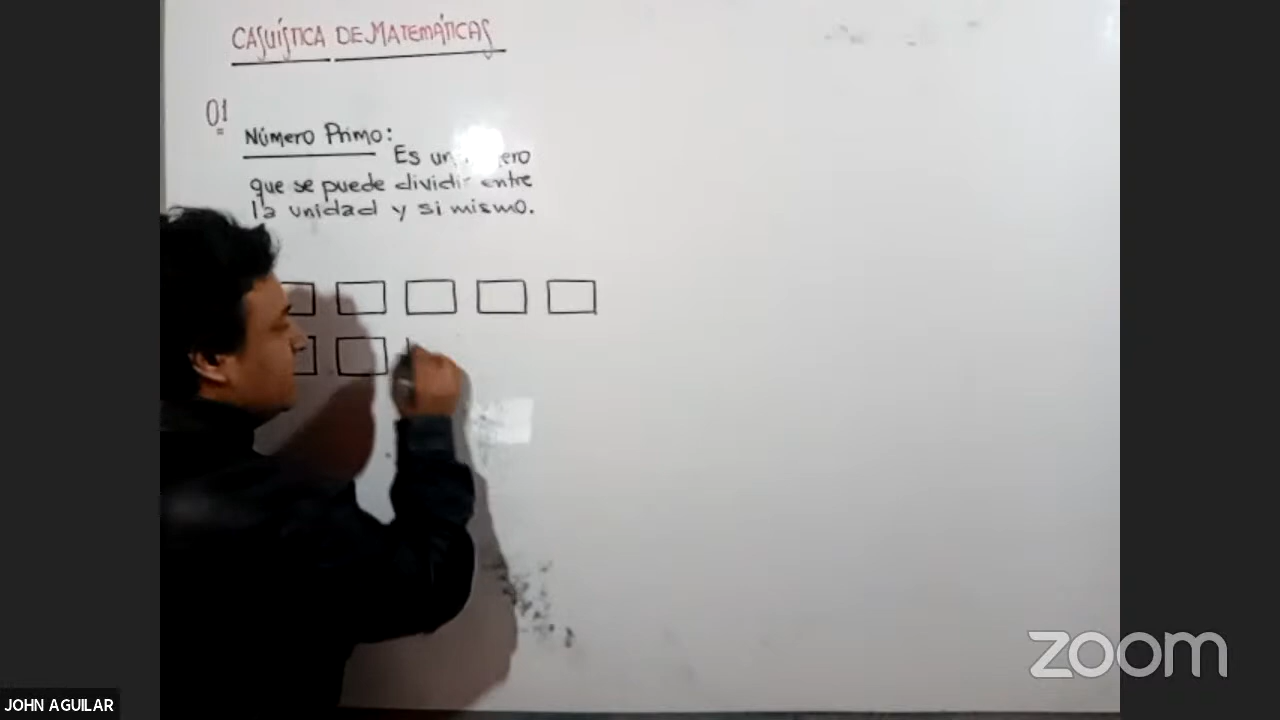 CASUÍSTICA DE MATEMÁTICAS
01
Número Primo:
Es un
que se puede dividir entre
la unidad y si mismo.
JOHN AGUILAR
zoom